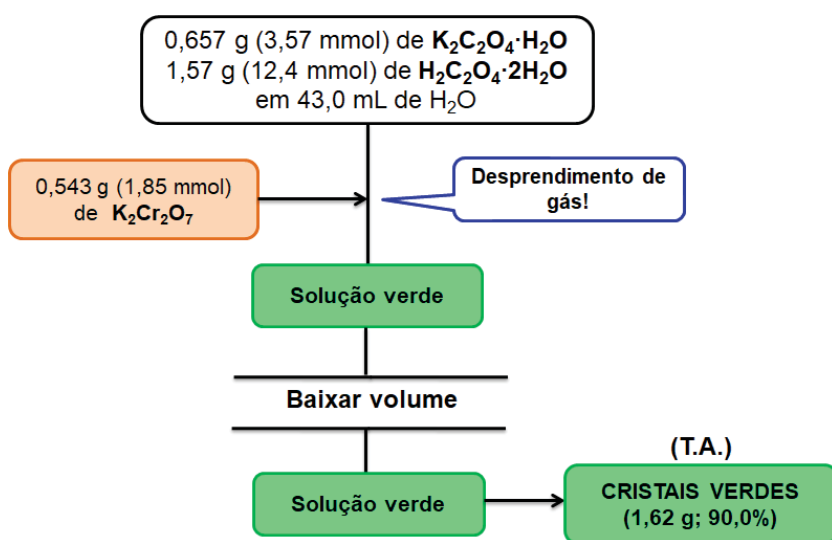 0,657 g (3,57 mmol) de K₂C₂O₄·H₂O
1,57 g (12,4 mmol) de H₂C₂O₄·2H₂O
em 43,0 mL de H₂O
0,543 g (1,85 mmol)
de K₂Cr₂O₇
Desprendimento de
gás!
Solução verde
Baixar volume
Solução verde
(T.A.)
CRISTAIS VERDES
(1,62 g; 90,0%)